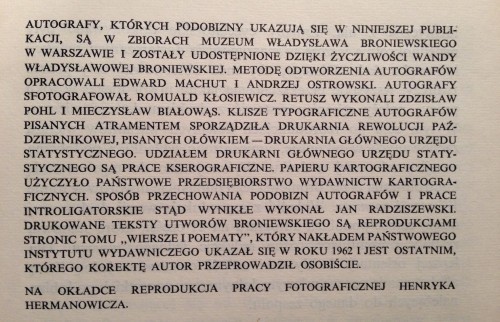 AUTOGRAFY, KTÓRYCH PODOBIZNY UKAZUJĄ SIĘ W NINIEJSZEJ PUBLI-
KACJI, SĄ W ZBIORACH MUZEUM WŁADYSŁAWA BRONIEWSKIEGO
W WARSZAWIE I ZOSTAŁY UDOSTĘPNIONE DZIĘKI ŻYCZLIWOŚCI WANDY
WŁADYSŁAWOWEJ BRONIEWSKIEJ. METODĘ ODTWORZENIA AUTOGRAFÓW
OPRACOWALI EDWARD MACHUT I ANDRZEJ OSTROWSKI. AUTOGRAFY
SFOTOGRAFOWAŁ ROMUALD KŁOSIEWICZ. RETUSZ WYKONALI ZDZISŁAW
POHL I MIECZYSŁAW BIAŁOWĄS. KLISZE TYPOGRAFICZNE AUTOGRAFÓW
PISANYCH ATRAMENTEM SPORZĄDZIŁA DRUKARNIA REWOLUCJI PAŹ-
DZIERNIKOWEJ, PISANYCH OŁÓWKIEM — DRUKARNIA GŁÓWNEGO URZĘDU
STATYSTYCZNEGO. UDZIAŁEM DRUKARNI GŁÓWNEGO URZĘDU STATY-
STYCZNEGO SĄ PRACE KSEROGRAFICZNE. PAPIERU KARTOGRAFICZNEGO
UŻYCZYŁO PAŃSTWOWE PRZEDSIĘBIORSTWO WYDAWNICTW KARTOGRA-
FICZNYCH. SPOSÓB PRZECHOWANIA PODOBIZN AUTOGRAFÓW I PRACE
INTROLIGATORSKIE STĄD WYNIKŁE WYKONAŁ JAN RADZISZEWSKI.
DRUKOWANE TEKSTY UTWORÓW BRONIEWSKIEGO SĄ REPRODUKCJAMI
STRONIC TOMU „WIERSZE I POEMATY”, KTÓRY NAKŁADEM PAŃSTWOWEGO
INSTYTUTU WYDAWNICZEGO UKAZAŁ SIĘ W ROKU 1962 I JEST OSTATNIM,
KTÓREGO KOREKTĘ AUTOR PRZEPROWADZIŁ OSOBIŚCIE.
NA OKŁADCE REPRODUKCJA PRACY FOTOGRAFICZNEJ HENRYKA
HERMANOWICZA.